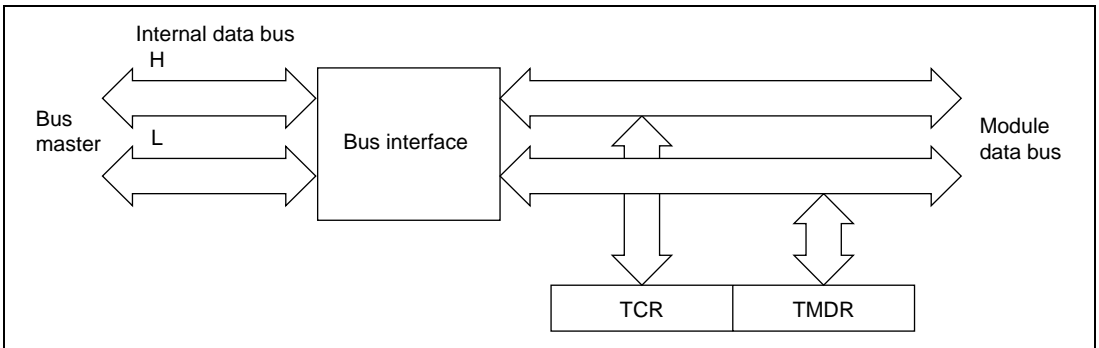 Internal data bus
H
Bus
master
L
Bus interface
Module
data bus
TCR
TMDR